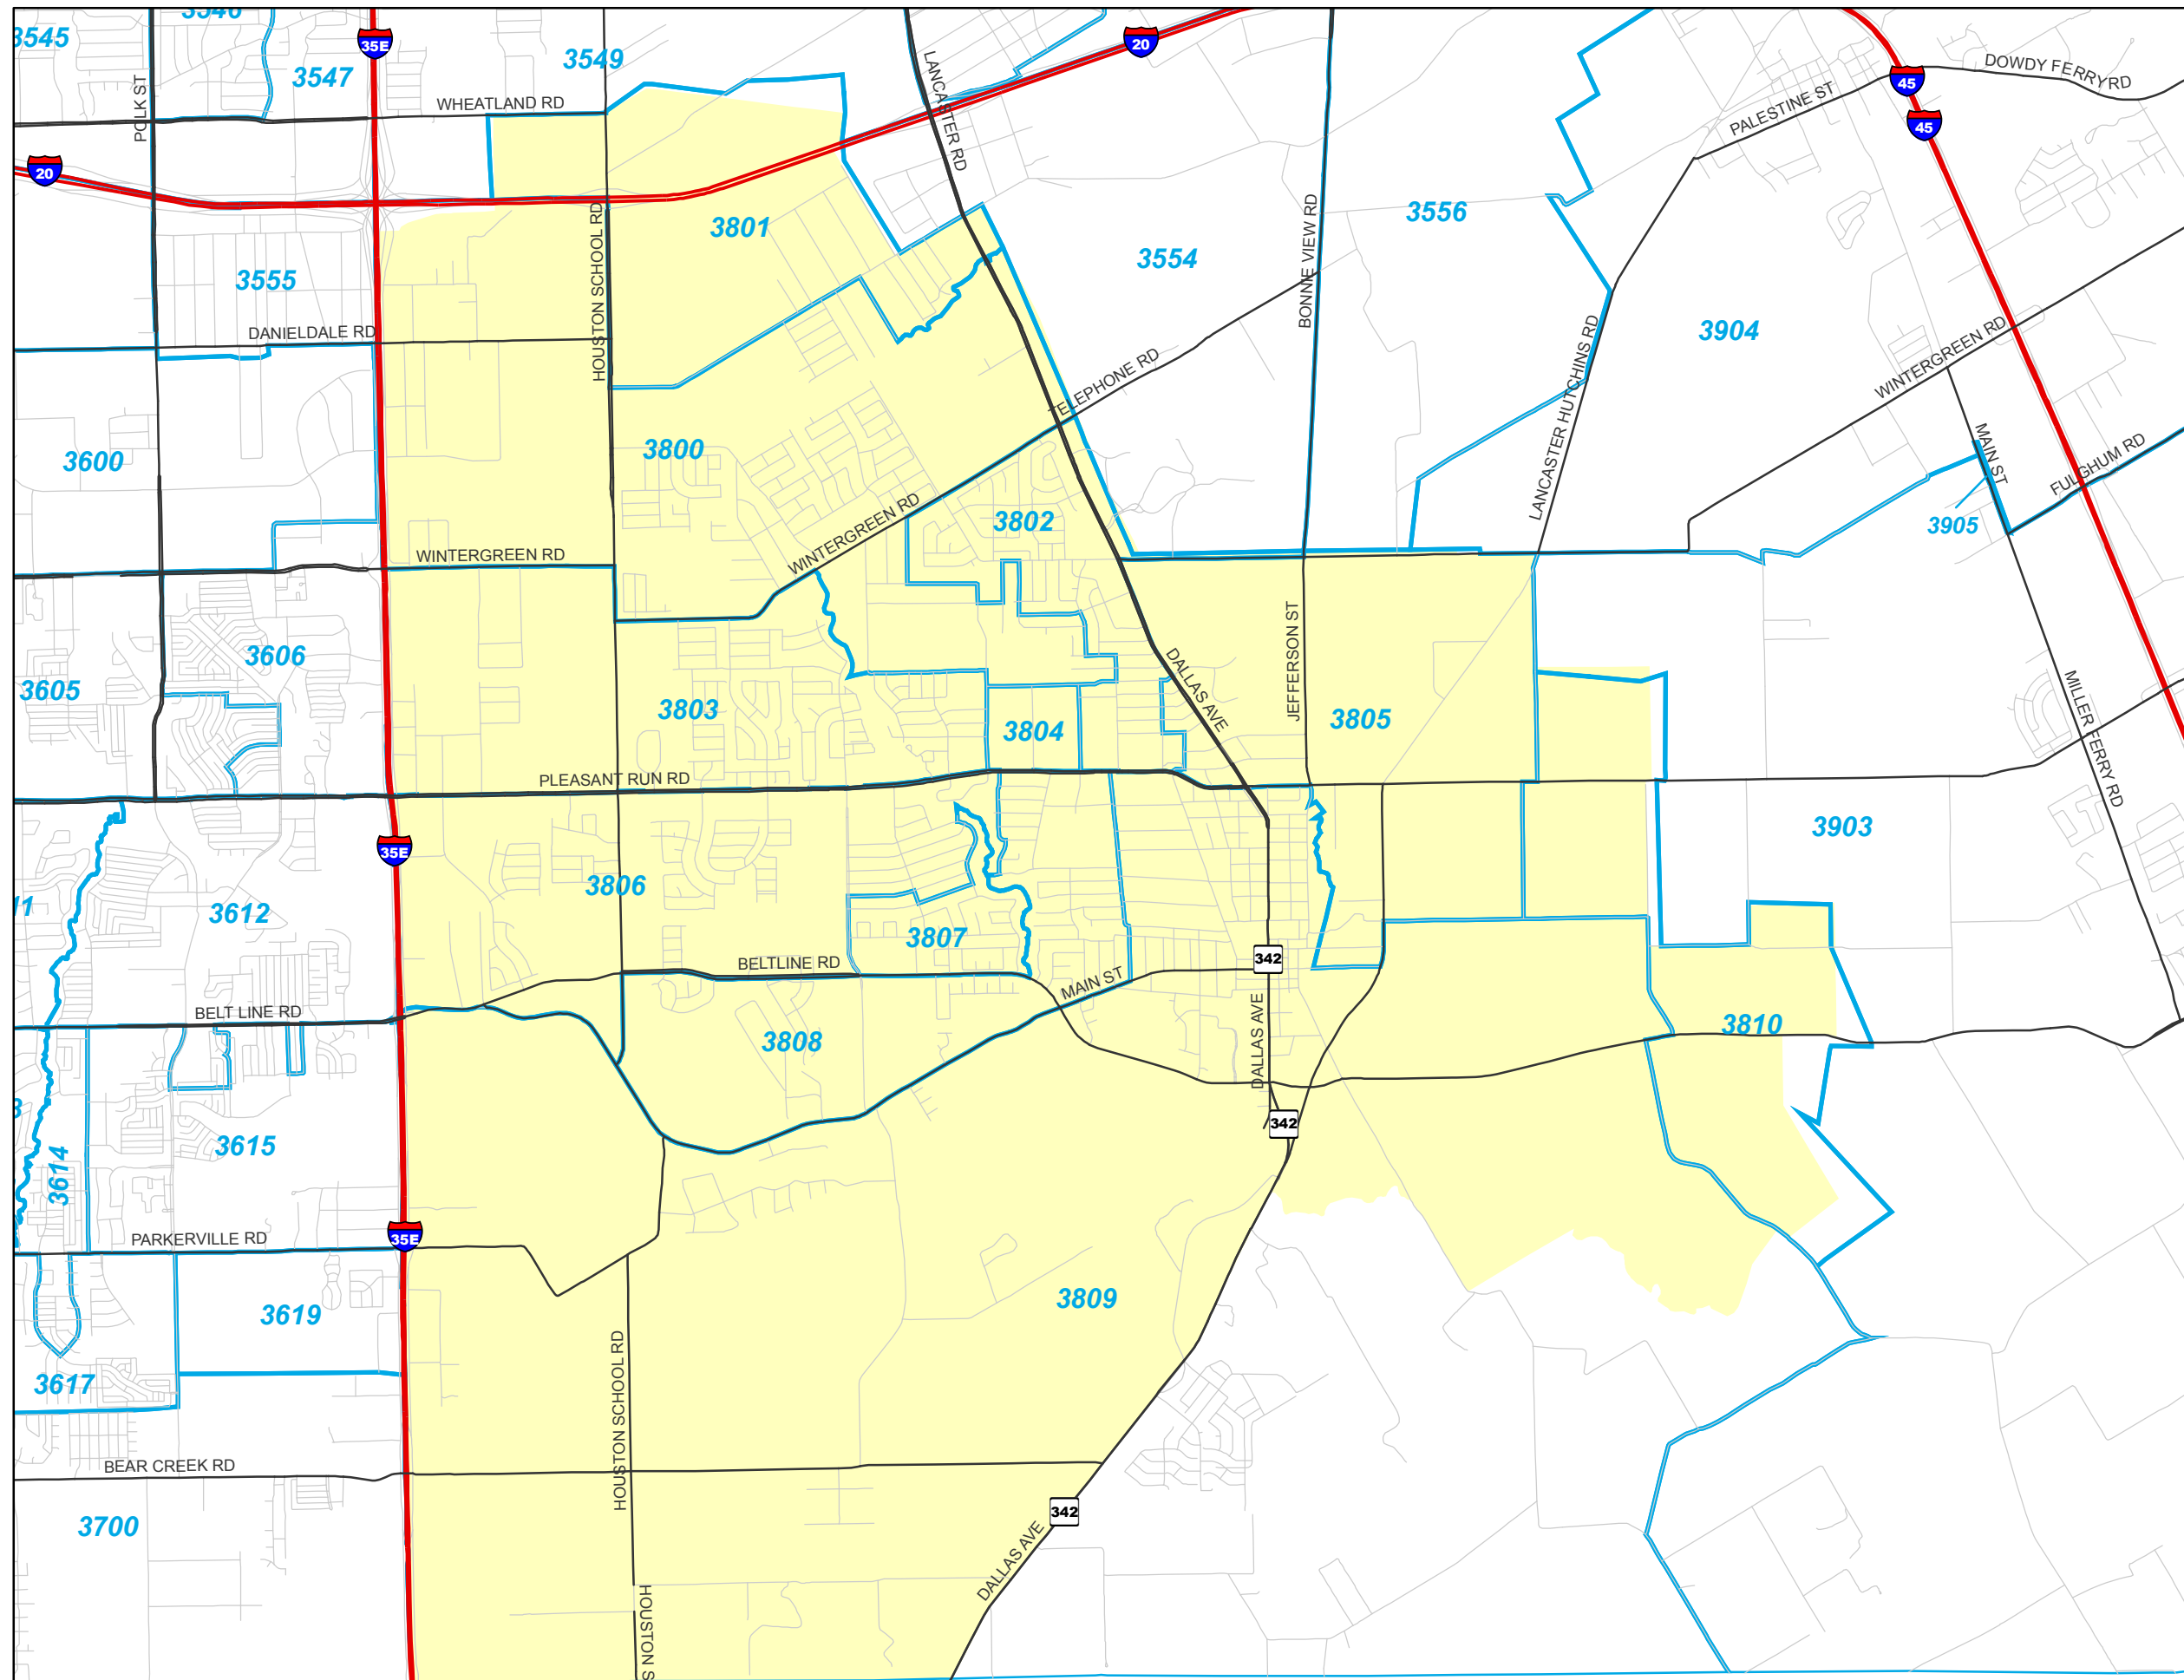 3546
3545
35E
3547
3549
20
LANCASTER RD
45
DOWDY FERRY RD
POLK ST
WHEATLAND RD
PALESTINE ST
45
20
3801
3554
BONNIE VIEW RD
3556
3555
HOUSTON SCHOOL RD
DANIELDALE RD
3904
WINTERGREEN RD
TELEPHONE RD
LANCASTER HUTCHINS RD
3600
3800
3802
WINTERGREEN RD
MAIN ST
FULGHUM RD
3905
WINTERGREEN RD
3606
3605
3803
3804
DALLAS AVE
JEFFERSON ST
3805
MILLER FERRY RD
PLEASANT RUN RD
35E
3903
3806
11
3612
3807
BELTLINE RD
342
MAIN ST
BELT LINE RD
3808
DALLAS AVE
3810
3
342
3614
3615
PARKERVILLE RD
35E
3809
3619
3617
HOUSTON SCHOOL RD
BEAR CREEK RD
3700
342
DALLAS AVE
HOUSTON S